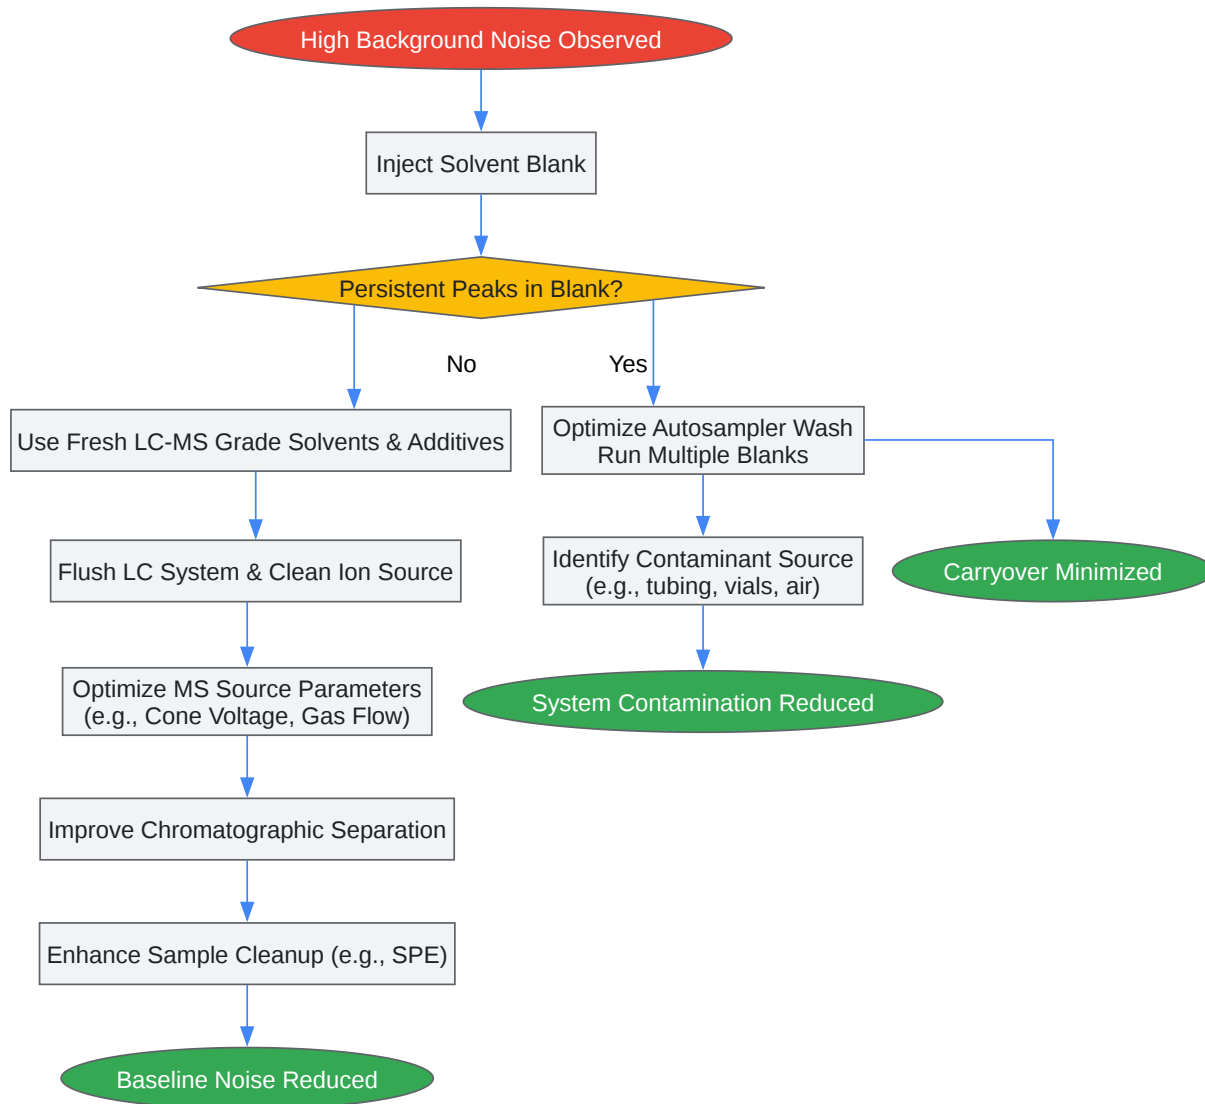 High Background Noise Observed
Inject Solvent Blank
Persistent Peaks in Blank?
No
Yes
Use Fresh LC-MS Grade Solvents & Additives
Optimize Autosampler Wash
Run Multiple Blanks
Flush LC System & Clean Ion Source
Identify Contaminant Source
(e.g., tubing, vials, air)
Carryover Minimized
Optimize MS Source Parameters
(e.g., Cone Voltage, Gas Flow)
System Contamination Reduced
Improve Chromatographic Separation
Enhance Sample Cleanup (e.g., SPE)
Baseline Noise Reduced